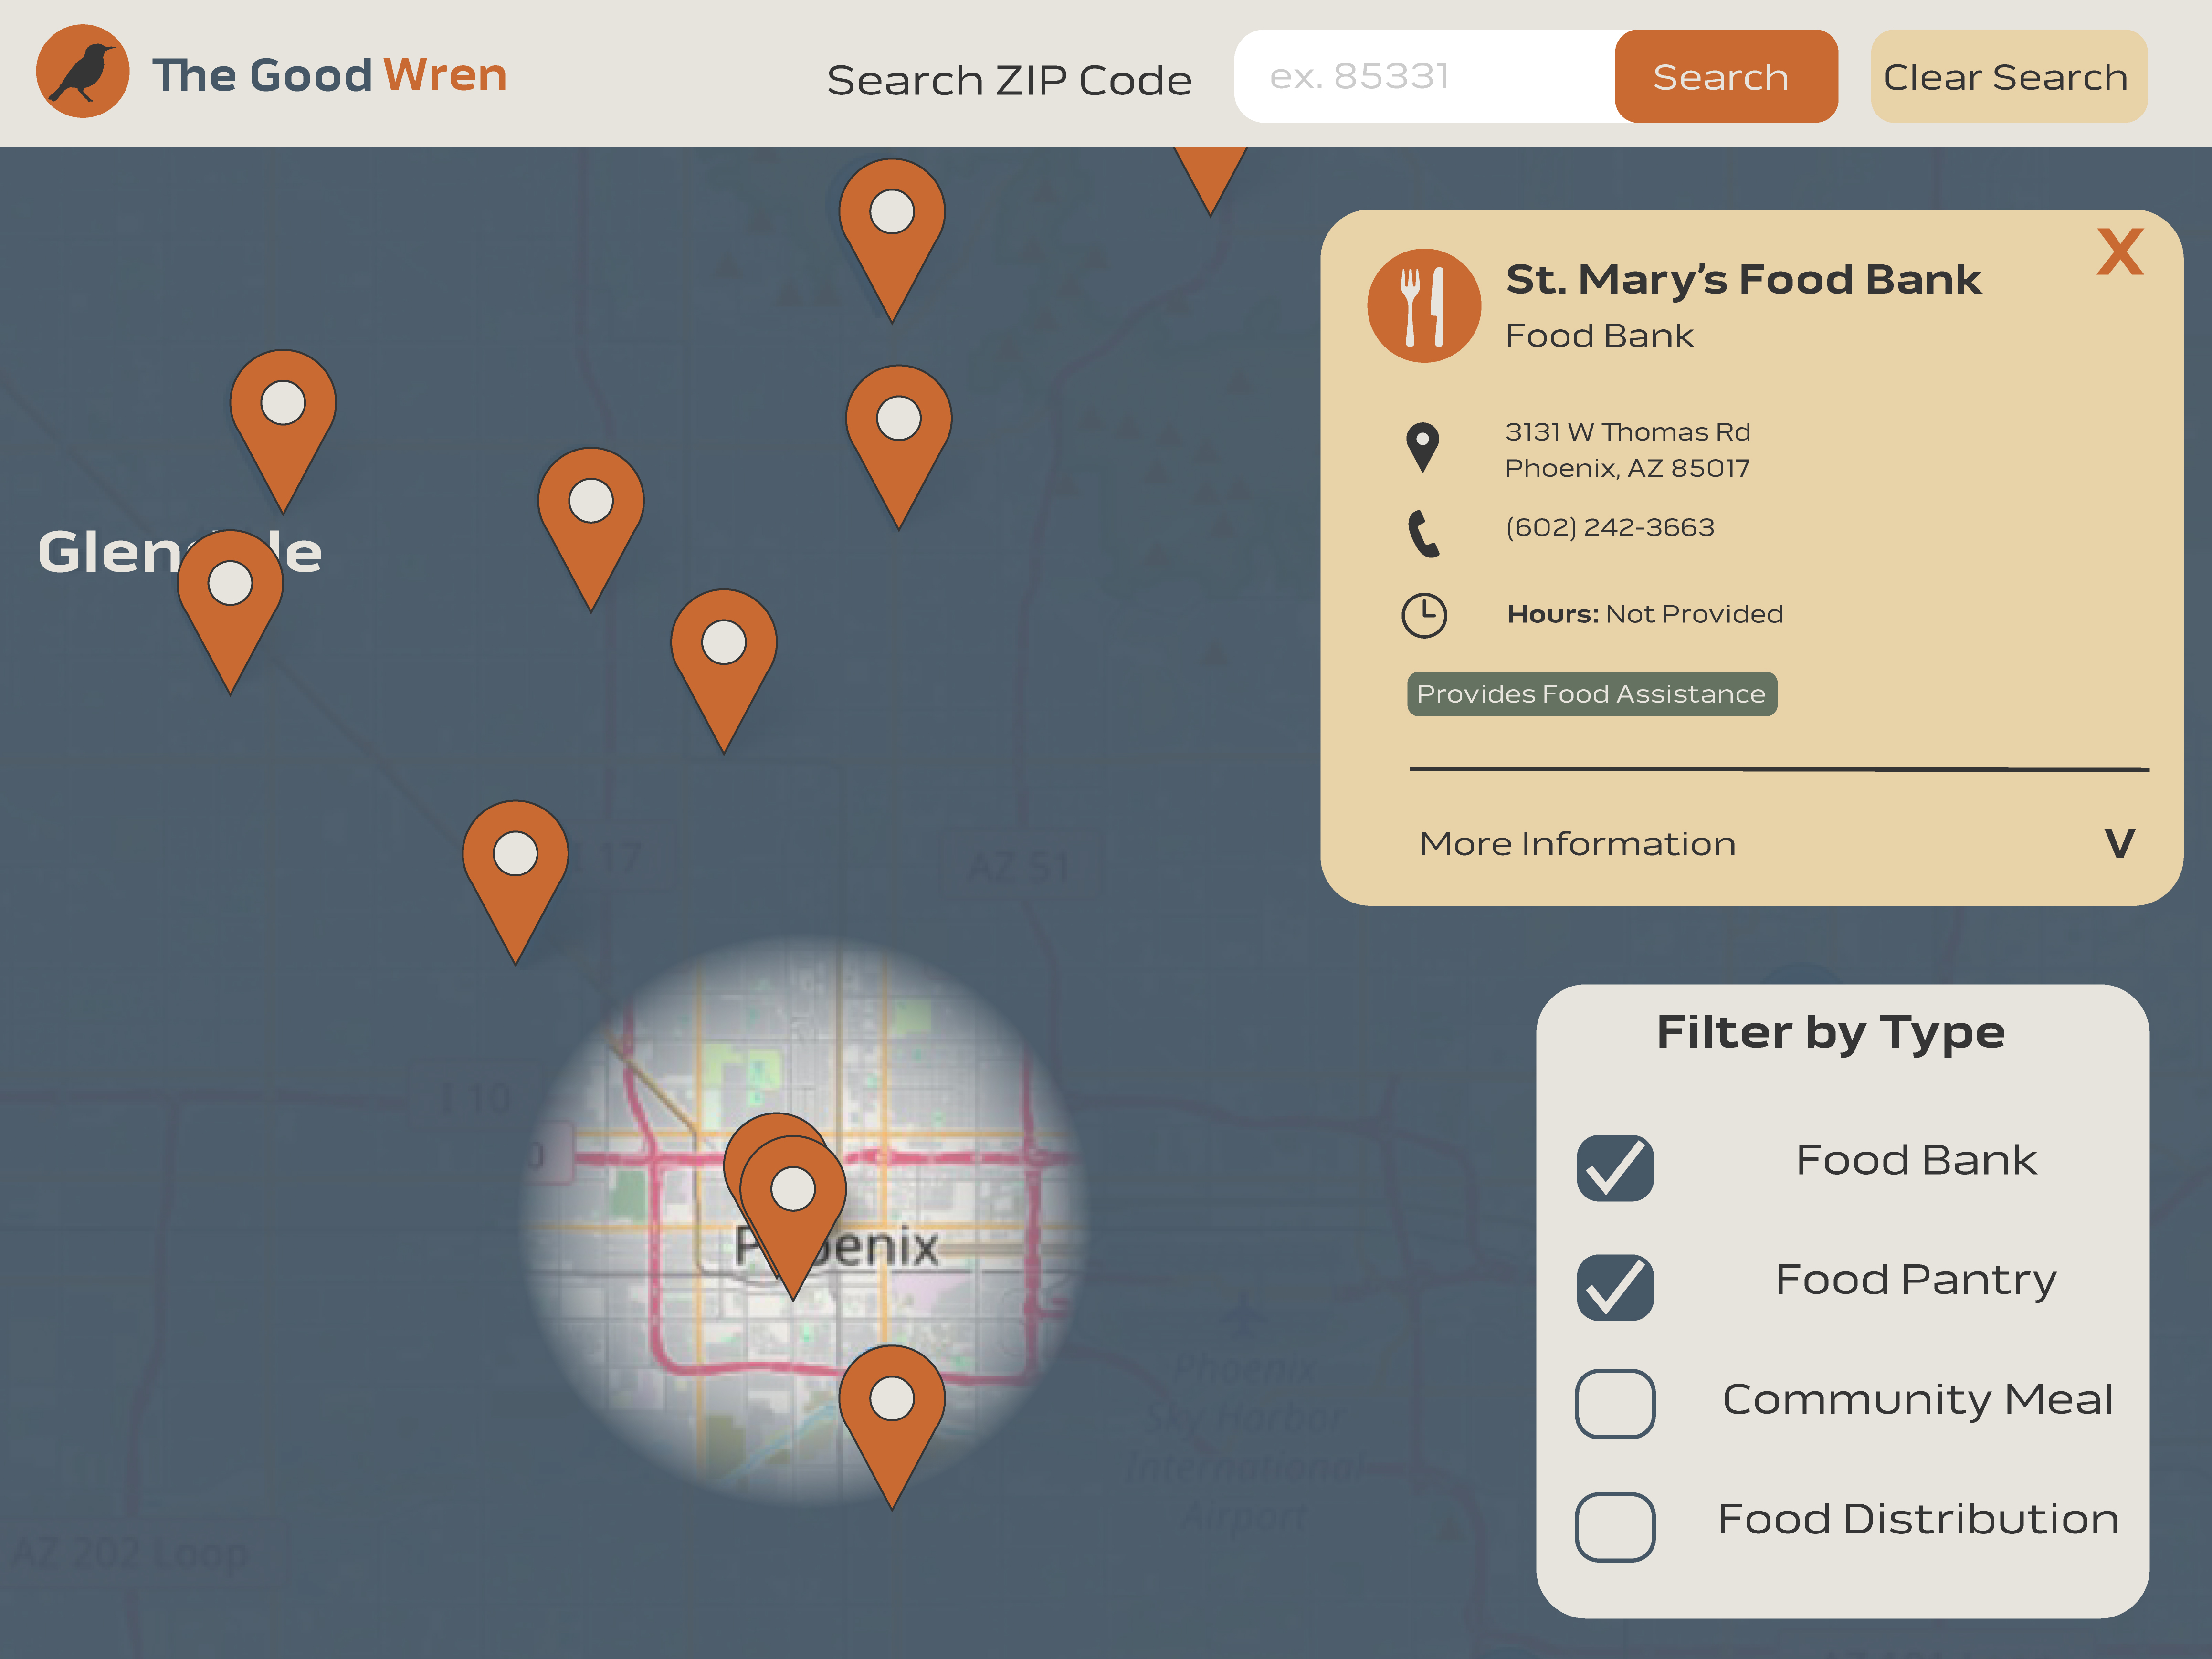 The Good Wren
Search ZIP Code
ex. 85331
Search
Clear Search
St. Mary's Food Bank
Food Bank
3131 W Thomas Rd
Phoenix, AZ 85017
(602) 242-3663
Hours: Not Provided
Provides Food Assistance
More Information
V
X
I 17
AZ 51
I 10
Phoenix
Sky Harbor
International
Airport
AZ 202 Loop
Filter by Type
Food Bank
Food Pantry
Community Meal
Food Distribution